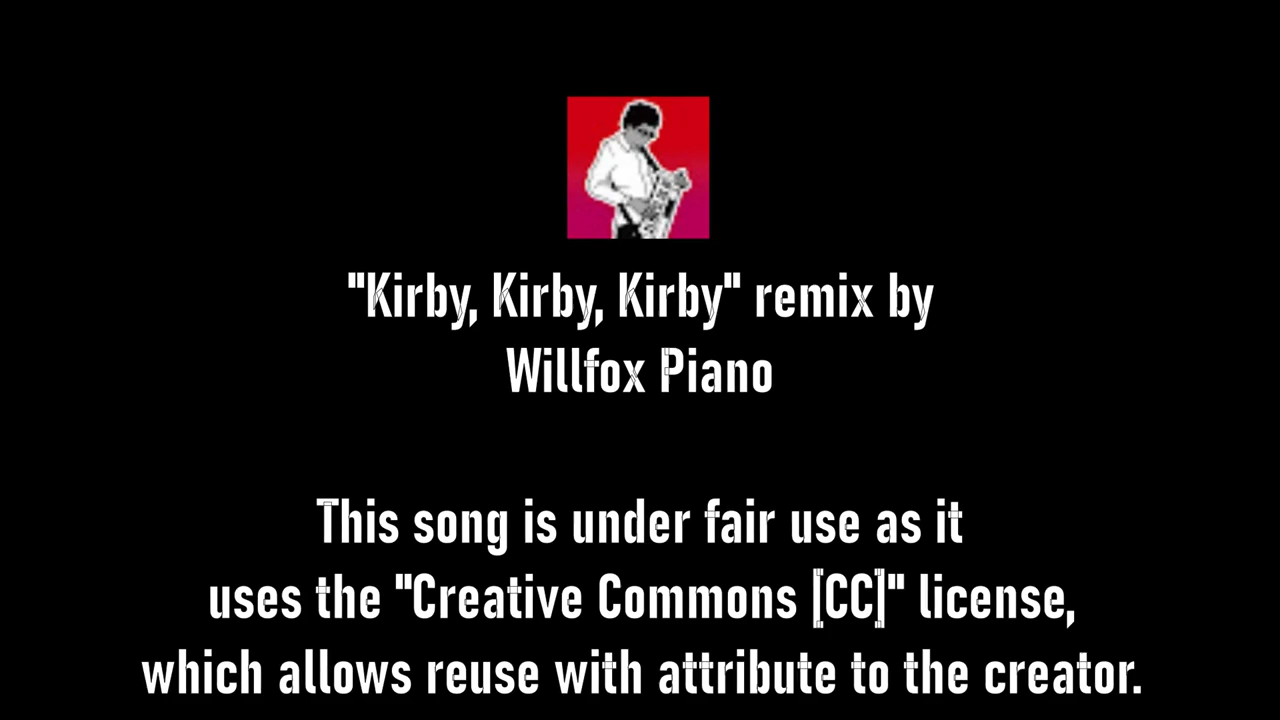 "Kirby, Kirby, Kirby" remix by
Willfox Piano
This song is under fair use as it
uses the "Creative Commons [CC]" license,
which allows reuse with attribute to the creator.